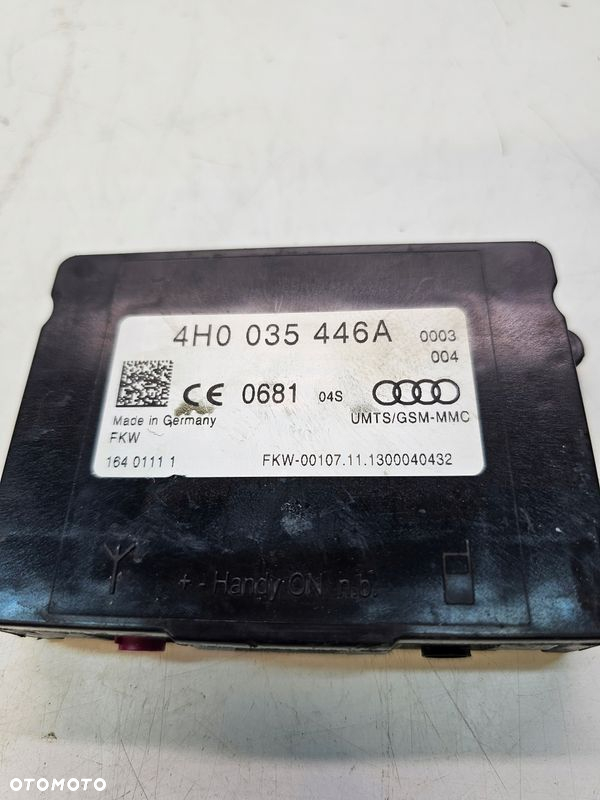 4H0 035 446A 0003
004
CE 0681 04S
Made in Germany UMTS/GSM-MMC
FKW
164 0111 1 FKW-00107.11.1300040432
+ - Handy ON n.b.
OTOMOTO